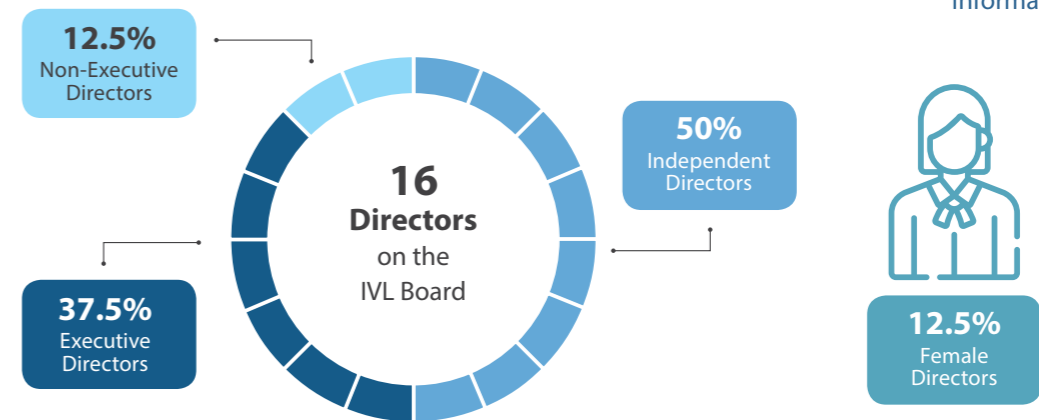 informa
12.5%
Non-Executive
Directors
16
Directors
on the
IVL Board
50%
Independent
Directors
37.5%
Executive
Directors
12.5%
Female
Directors